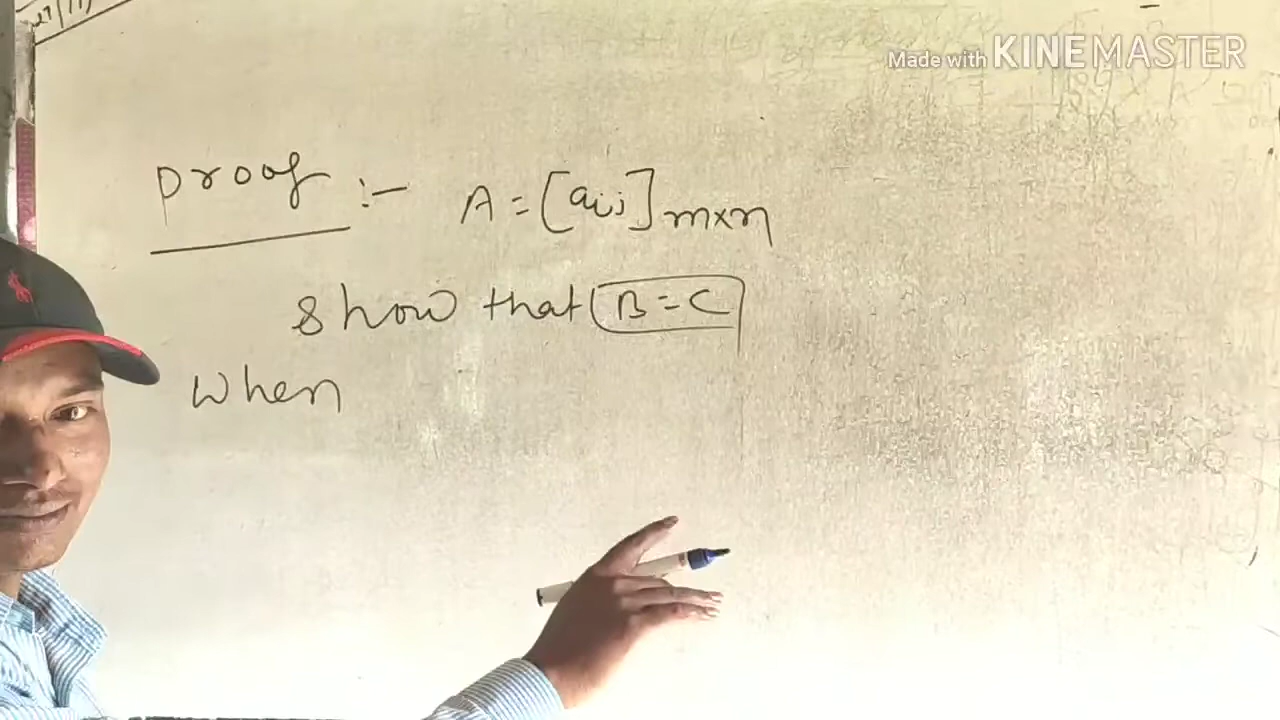 Made with KINEMASTER
Proof :- A = [aij] m×n
show that B = C
When